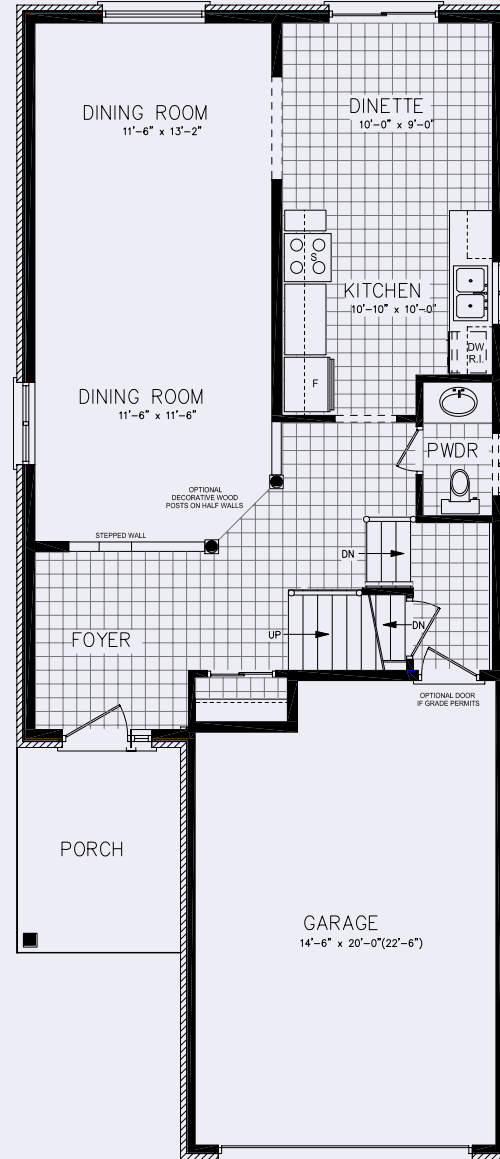 DINING ROOM
11'-6" x 13'-2"
DINETTE
10'-0" x 9'-0"
S
KITCHEN
10'-10" x 10'-0"
DW
R.I.
F
DINING ROOM
11'-6" x 11'-6"
PWDR
OPTIONAL
DECORATIVE WOOD
POSTS ON HALF WALLS
STEPPED WALL
DN
DN
UP
FOYER
OPTIONAL DOOR
IF GRADE PERMITS
PORCH
GARAGE
14'-6" x 20'-0"(22'-6")